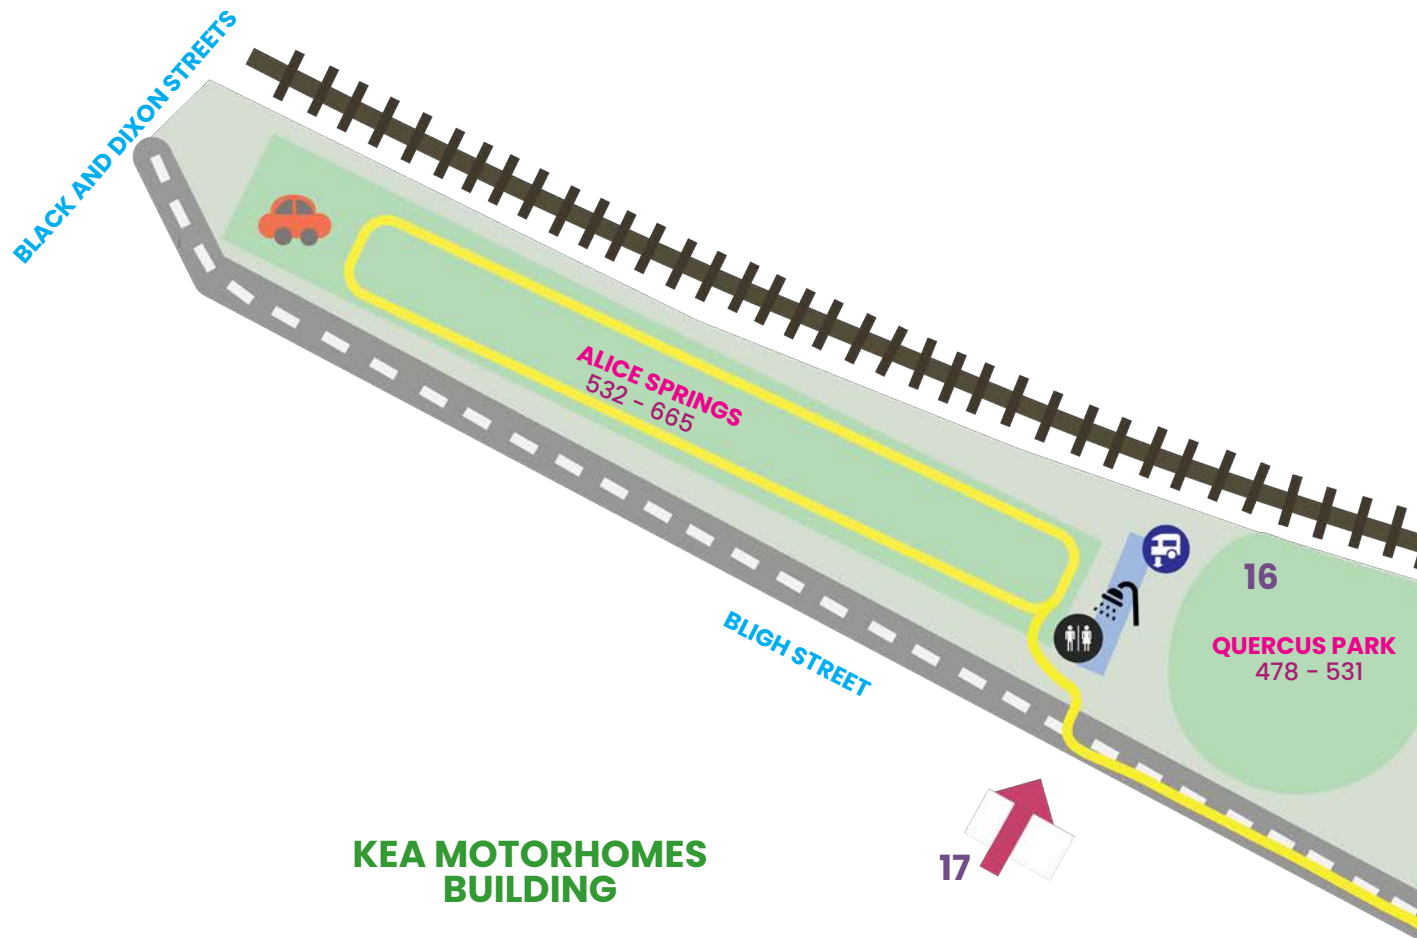 BLACK AND DIXON STREETS
ALICE SPRINGS
532 - 665
16
QUERCUS PARK
478 - 531
BLIGH STREET
KEA MOTORHOMES
BUILDING
17